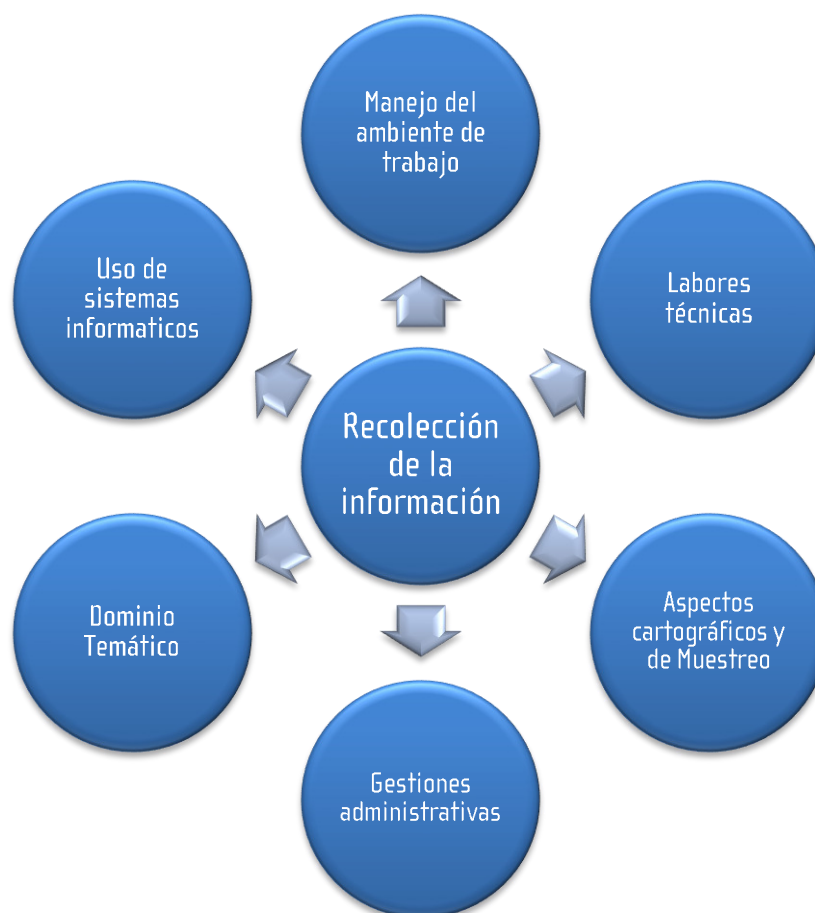 Manejo del
ambiente de
trabajo
Uso de
sistemas
informaticos
Labores
técnicas
Recolección
de la
información
Dominio
Temático
Aspectos
cartográficos y
de Muestreo
Gestiones
administrativas